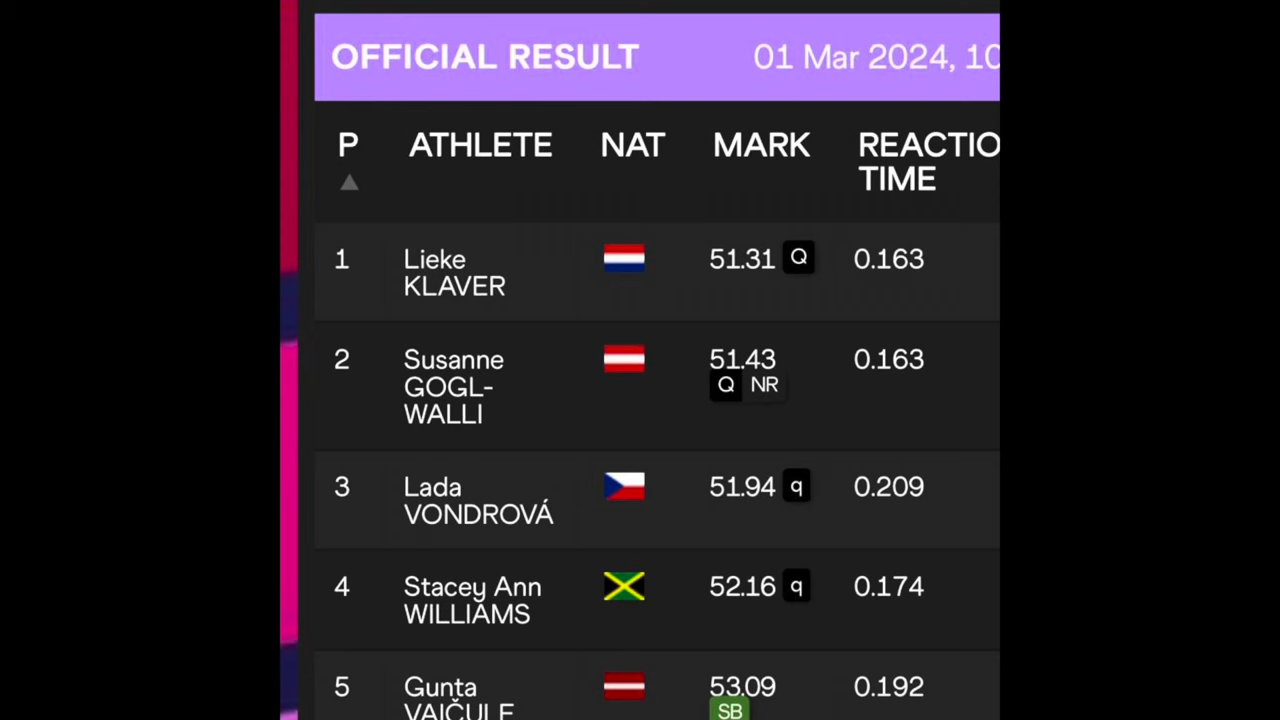 OFFICIAL RESULT 01 Mar 2024, 10
P ATHLETE NAT MARK REACTIO
TIME
1 Lieke 51.31 Q 0.163
KLAVER
2 Susanne 51.43 0.163
GOGL- Q NR
WALLI
3 Lada 51.94 q 0.209
VONDROVÁ
4 Stacey Ann 52.16 q 0.174
WILLIAMS
5 Gunta 53.09 0.192
VAIČULE SB